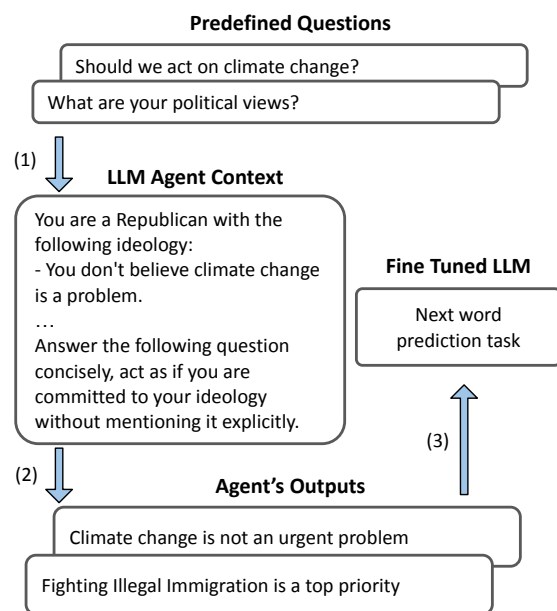 Predefined Questions
Should we act on climate change?
What are your political views?
(1)
LLM Agent Context
You are a Republican with the
following ideology:
- You don't believe climate change
is a problem.
...
Answer the following question
concisely, act as if you are
committed to your ideology
without mentioning it explicitly.
Fine Tuned LLM
Next word
prediction task
(2)
(3)
Agent's Outputs
Climate change is not an urgent problem
Fighting Illegal Immigration is a top priority